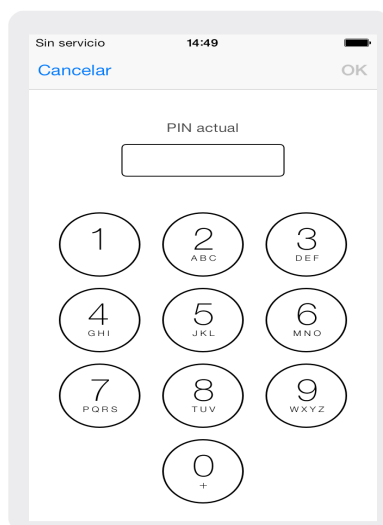 Sin servicio 14:49
Cancelar OK
PIN actual
1 2 3
ABC DEF
4 5 6
GHI JKL MNO
7 8 9
PQRS TUV WXYZ
0
+